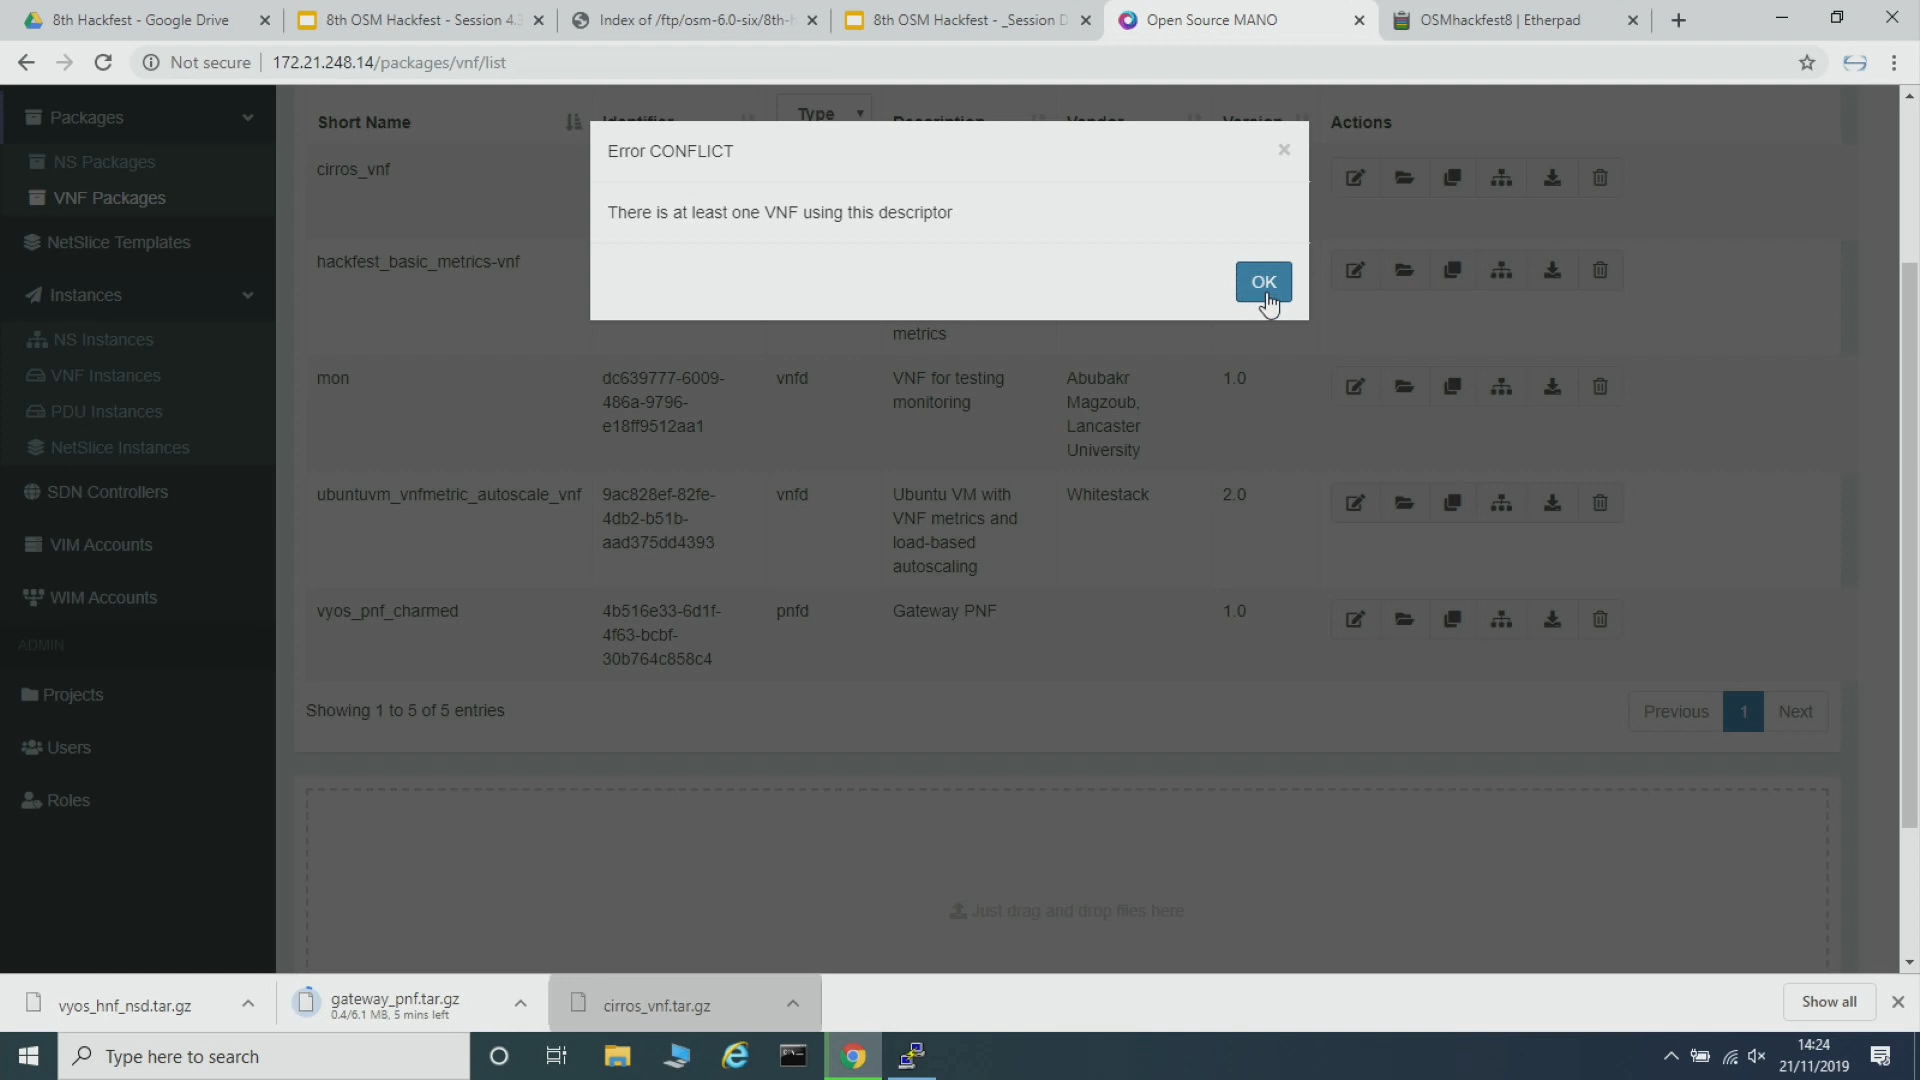 8th Hackfest - Google Drive
8th OSM Hackfest - Session 4.
Index of /ftp/osm-6.0-six/8th-
8th OSM Hackfest - _Session D
Open Source MANO
OSMhackfest8 | Etherpad
Not secure
172.21.248.14/packages/vnf/list
Packages
NS Packages
VNF Packages
NetSlice Templates
Instances
NS Instances
VNF Instances
PDU Instances
NetSlice Instances
SDN Controllers
VIM Accounts
WIM Accounts
ADMIN
Projects
Users
Roles
Short Name
Identifier
Type
Description
Vendor
Version
Actions
Error CONFLICT
There is at least one VNF using this descriptor
OK
cirros_vnf
hackfest_basic_metrics-vnf
metrics
mon
dc639777-6009-
486a-9796-
e18ff9512aa1
vnfd
VNF for testing
monitoring
Abubakr
Magzoub,
Lancaster
University
1.0
ubuntuvm_vnfmetric_autoscale_vnf
9ac828ef-82fe-
4db2-b51b-
aad375dd4393
vnfd
Ubuntu VM with
VNF metrics and
load-based
autoscaling
Whitestack
2.0
vyos_pnf_charmed
4b516e33-6d1f-
4f63-bcbf-
30b764c858c4
pnfd
Gateway PNF
1.0
Showing 1 to 5 of 5 entries
Previous
1
Next
Just drag and drop files here
vyos_hnf_nsd.tar.gz
gateway_pnf.tar.gz
0.4/6.1 MB, 5 mins left
cirros_vnf.tar.gz
Show all
Type here to search
14:24
21/11/2019